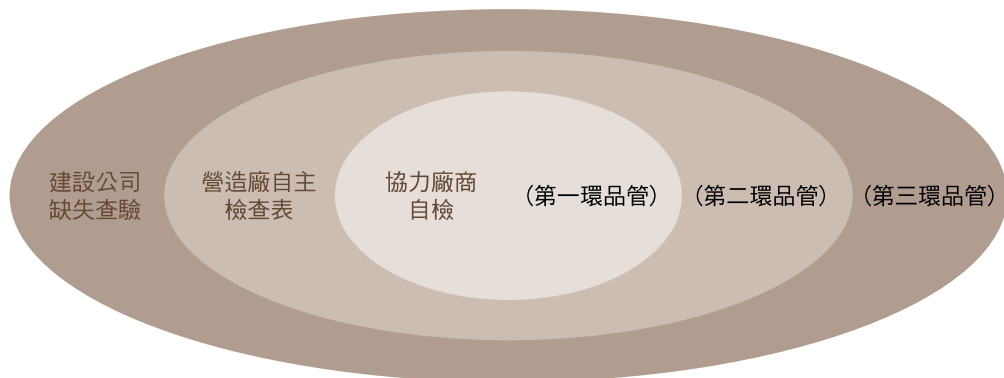 建設公司
缺失查驗
營造廠自主
檢查表
協力廠商
自檢
（第一環品管）
（第二環品管）
（第三環品管）